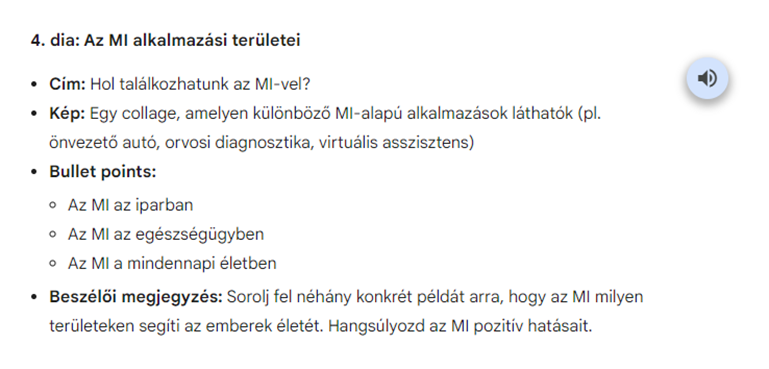 4. dia: Az MI alkalmazási területei
• Cím: Hol találkozhatunk az MI-vel?
• Kép: Egy collage, amelyen különböző MI-alapú alkalmazások láthatók (pl.
önvezető autó, orvosi diagnosztika, virtuális asszisztens)
• Bullet points:
◦ Az MI az iparban
◦ Az MI az egészségügyben
◦ Az MI a mindennapi életben
• Beszélői megjegyzés: Sorolj fel néhány konkrét példát arra, hogy az MI milyen
területeken segíti az emberek életét. Hangsúlyozd az MI pozitív hatásait.